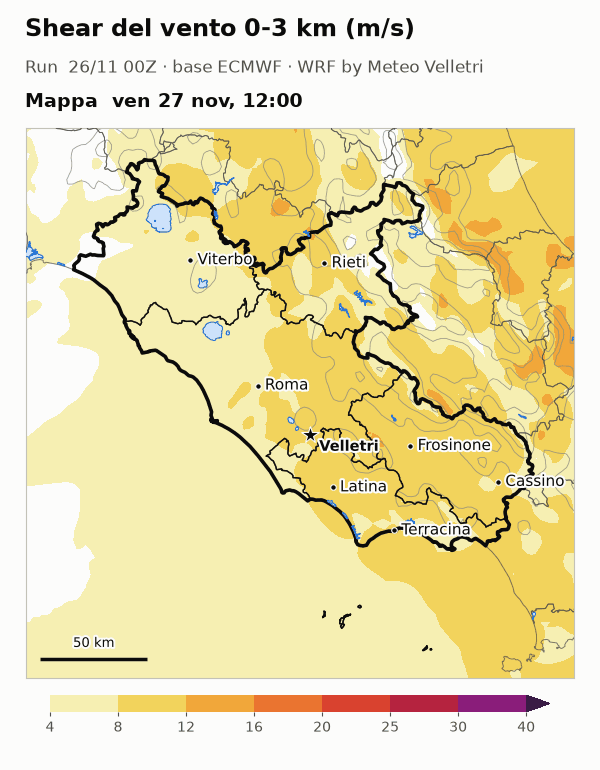 Shear del vento 0-3 km (m/s)
Run 26/11 00Z · base ECMWF · WRF by Meteo Velletri
Mappa ven 27 nov, 12:00
Viterbo
Rieti
Roma
Velletri
Frosinone
Latina
Cassino
Terracina
50 km
4 8 12 16 20 25 30 40